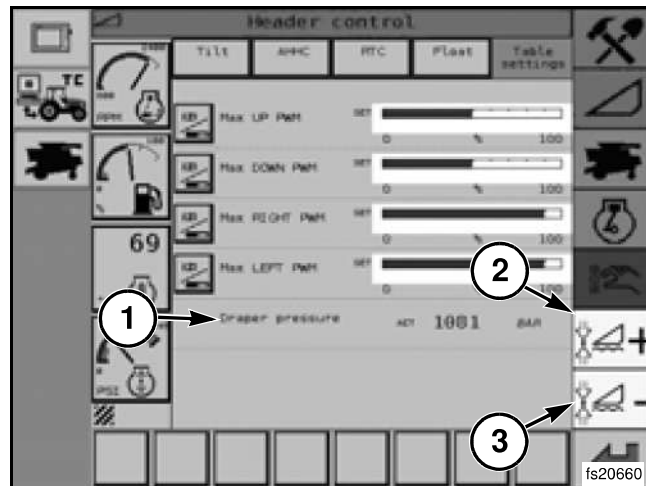 Header control
TC
Tilt
AHHC
RTC
Float
Table settings
Max UP PWM
SET
0 % 100
Max DOWN PWM
SET
0 % 100
Max RIGHT PWM
SET
0 % 100
Max LEFT PWM
SET
0 100
69
%
PSI
Draper pressure ACT 1081 BAR
1
2
3
+
-
fs20660